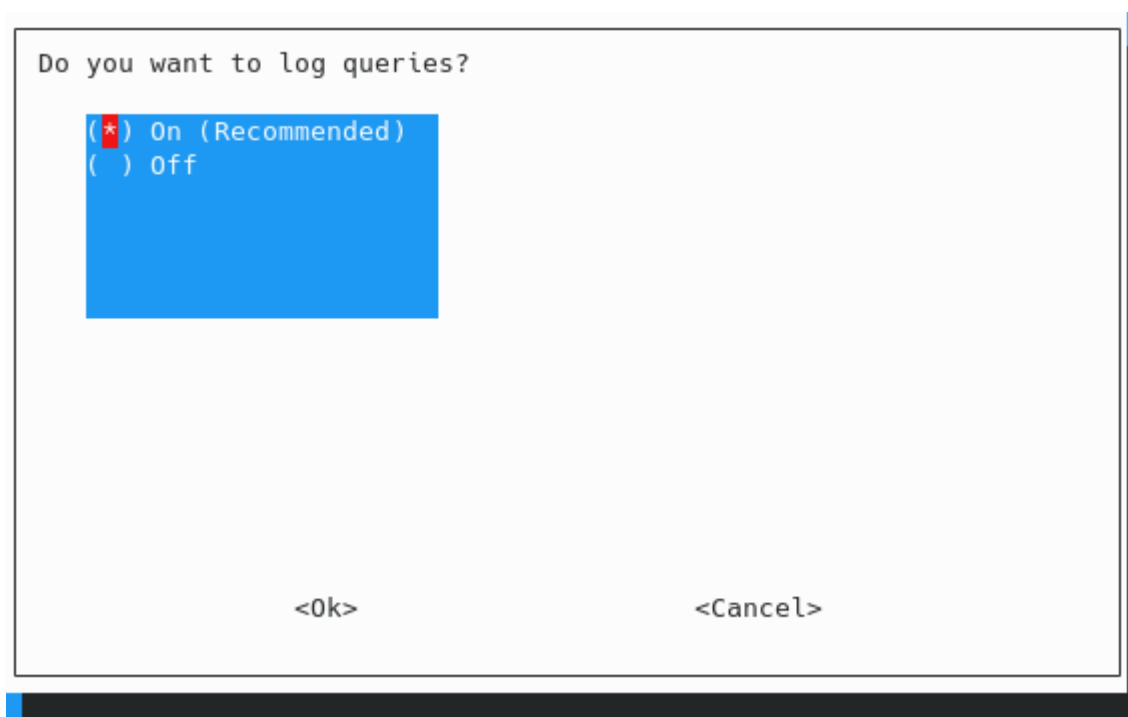 Do you want to log queries?
(*) On (Recommended)
( ) Off
<Ok> <Cancel>